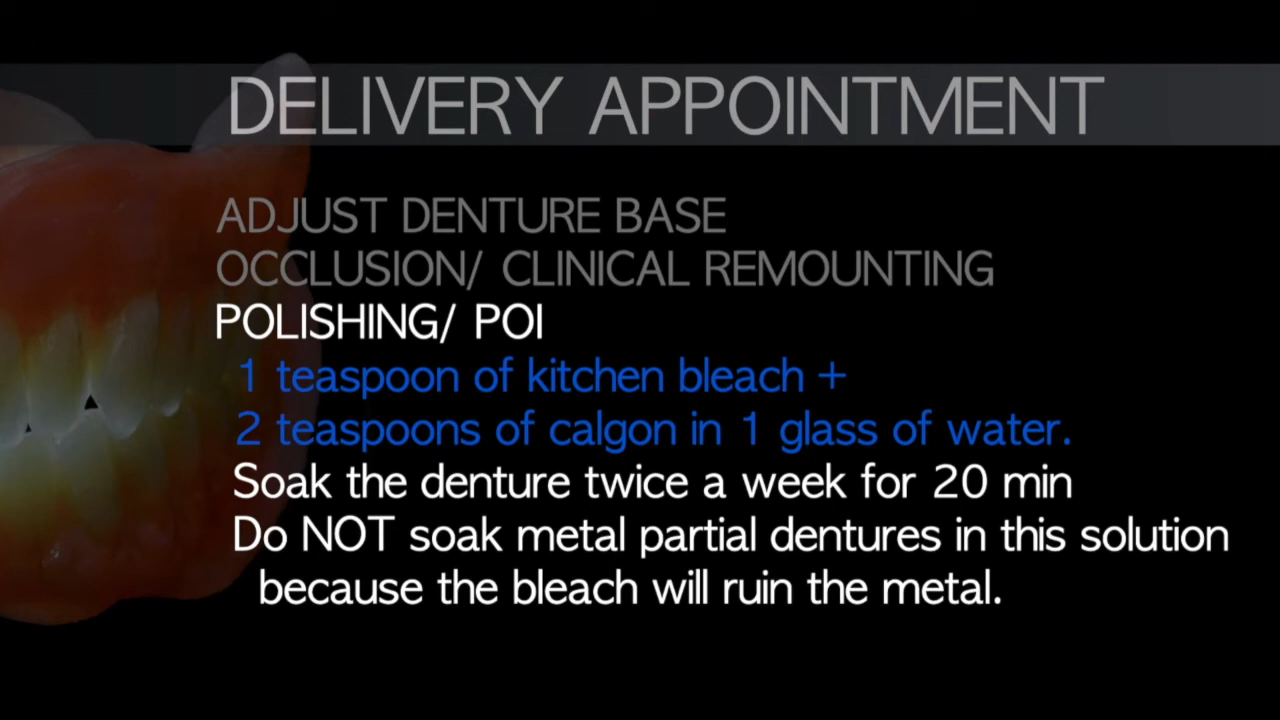 DELIVERY APPOINTMENT
ADJUST DENTURE BASE
OCCLUSION/ CLINICAL REMOUNTING
POLISHING/ POI
1 teaspoon of kitchen bleach +
2 teaspoons of calgon in 1 glass of water.
Soak the denture twice a week for 20 min
Do NOT soak metal partial dentures in this solution
because the bleach will ruin the metal.